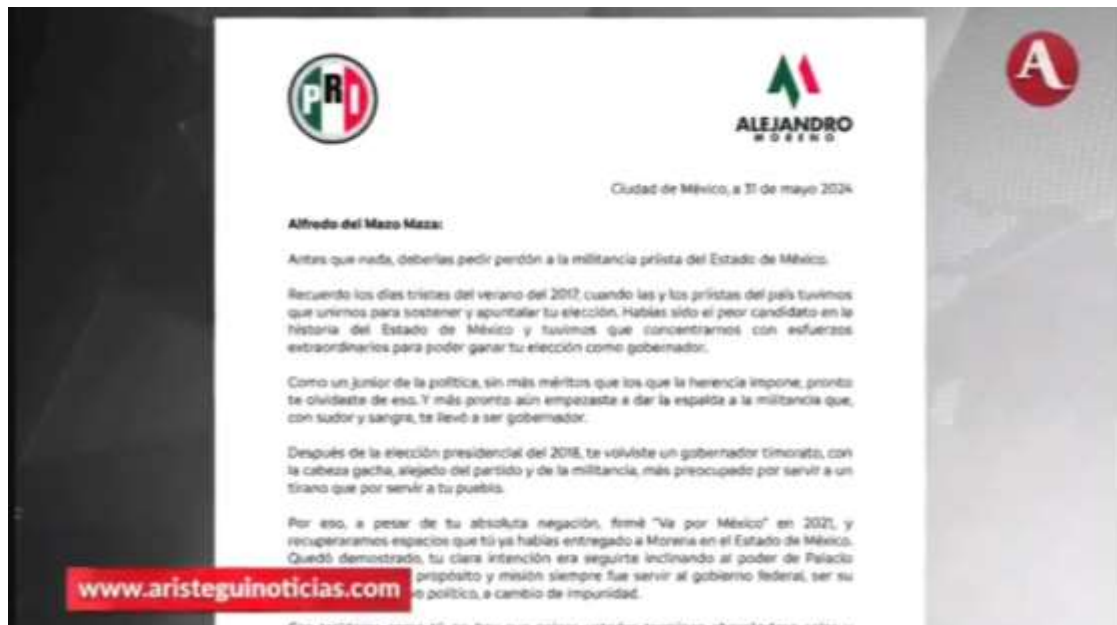 PRI
ALEJANDRO
MORENO
A
Ciudad de México, a 31 de mayo 2024
Alfredo del Mazo Maza:
Antes que nada, deberías pedir perdón a la militancia priista del Estado de México.
Recuerdo los días tristes del verano del 2017, cuando las y los priistas del país tuvimos
que unirnos para sostener y apuntalar tu elección. Habías sido el peor candidato en la
historia del Estado de México y tuvimos que concentrarnos con esfuerzos
extraordinarios para poder ganar tu elección como gobernador.
Como un junior de la política, sin más méritos que los que la herencia impone, pronto
te olvidaste de eso. Y más pronto aún empezaste a dar la espalda a la militancia que,
con sudor y sangre, te llevó a ser gobernador.
Después de la elección presidencial del 2018, te volviste un gobernador timorato, con
la cabeza gacha, alejado del partido y de la militancia, más preocupado por servir a un
tirano que por servir a tu pueblo.
Por eso, a pesar de tu absoluta negación, firmé "Va por México" en 2021, y
recuperaramos espacios que tú ya habías entregado a Morena en el Estado de México.
Quedó demostrado, tu clara intención era seguirte inclinando al poder de Palacio
propósito y misión siempre fue servir al gobierno federal, ser su
político, a cambio de impunidad.
www.aristeguinoticias.com